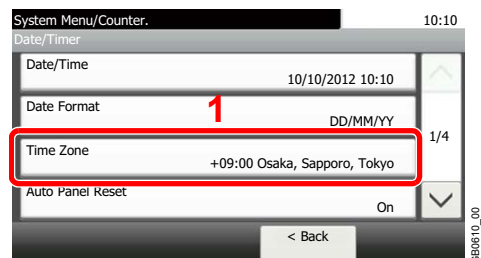 System Menu/Counter. 10:10
Date/Timer
Date/Time
10/10/2012 10:10
Date Format
1
DD/MM/YY
1/4
Time Zone
+09:00 Osaka, Sapporo, Tokyo
Auto Panel Reset
On
< Back